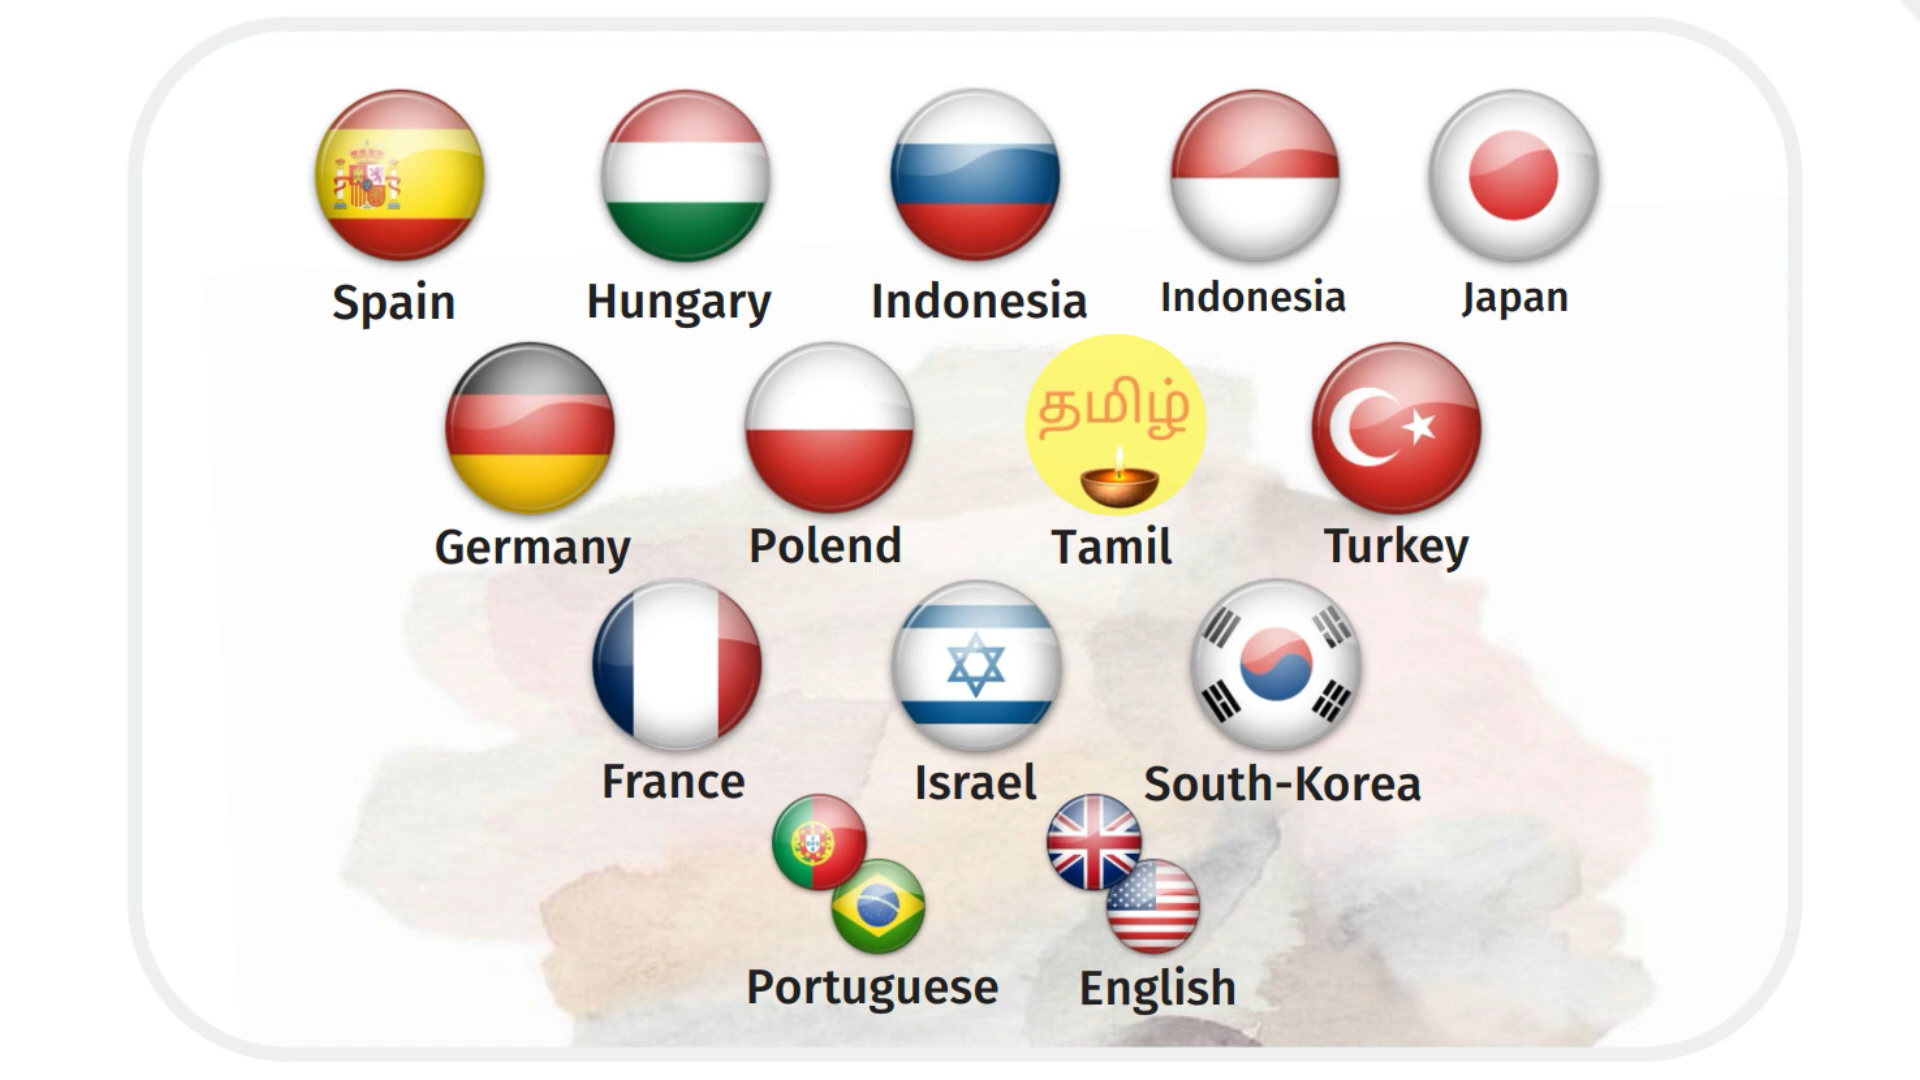 Spain
Hungary
Indonesia
Indonesia
Japan
தமிழ்
Germany
Polend
Tamil
Turkey
France
Israel
South-Korea
Portuguese
English